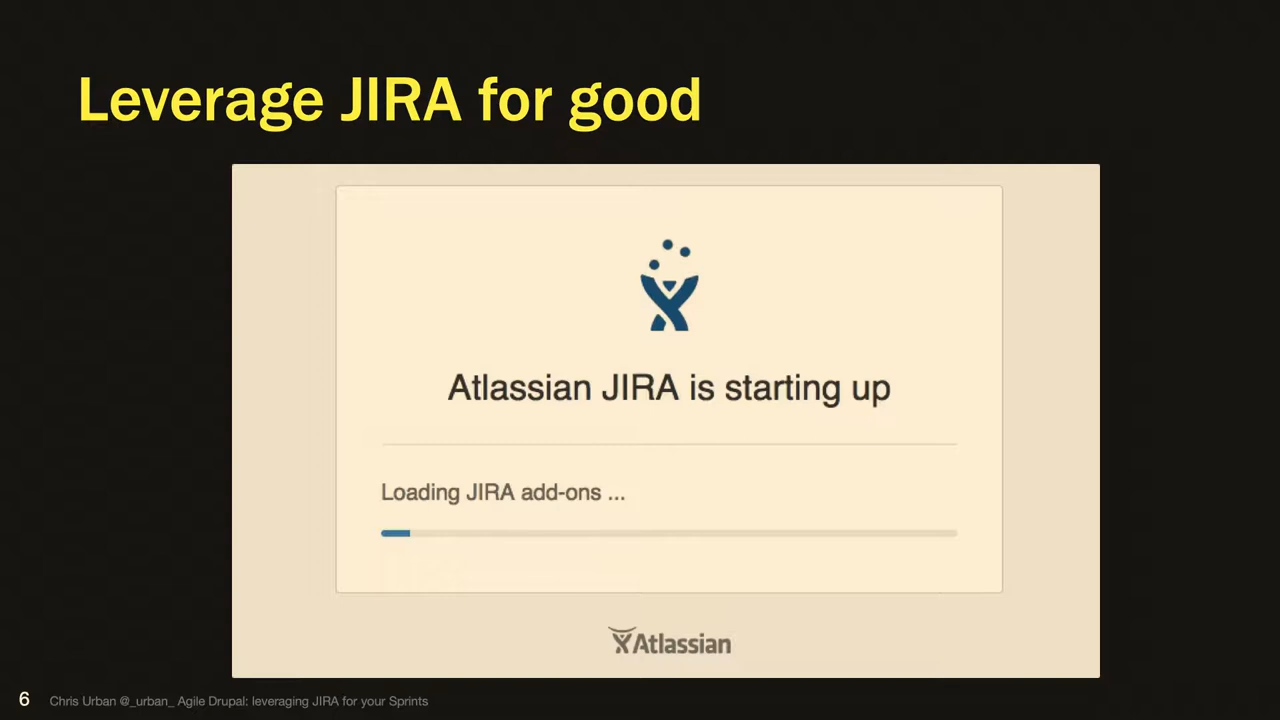 Leverage JIRA for good
Atlassian JIRA is starting up
Loading JIRA add-ons ...
Atlassian
6 Chris Urban @_urban_ Agile Drupal: leveraging JIRA for your Sprints